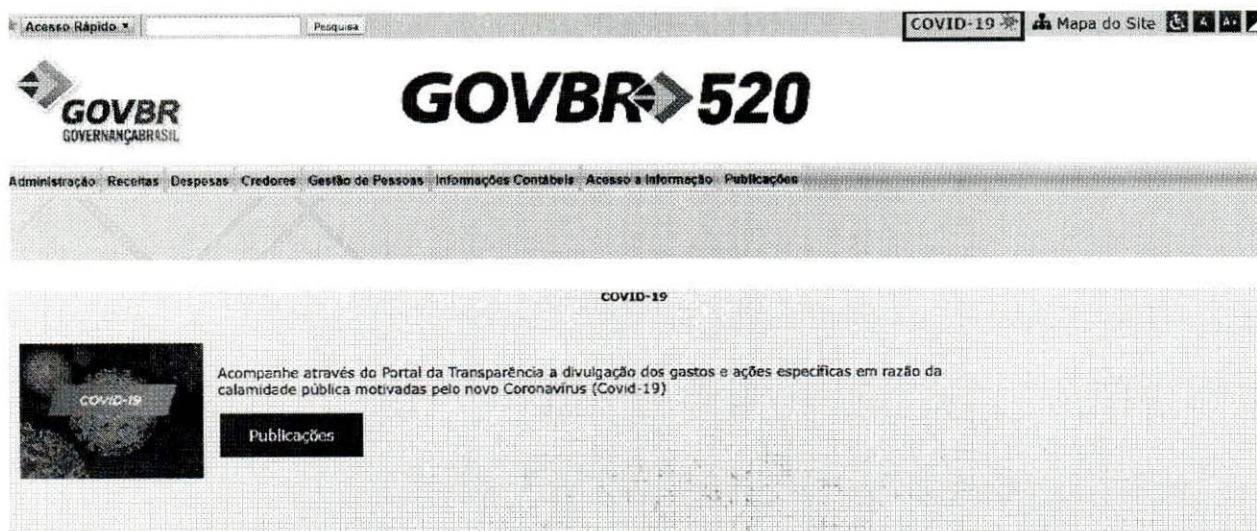 Acesso Rápido Pesquisa COVID-19 Mapa do Site A A+
GOVBR
GOVERNANÇABRASIL
GOVBR 520
Administração Receitas Despesas Credores Gestão de Pessoas Informações Contábeis Acesso a Informação Publicações
COVID-19
COVID-19
Acompanhe através do Portal da Transparência a divulgação dos gastos e ações específicas em razão da
calamidade pública motivadas pelo novo Coronavírus (Covid-19)
Publicações